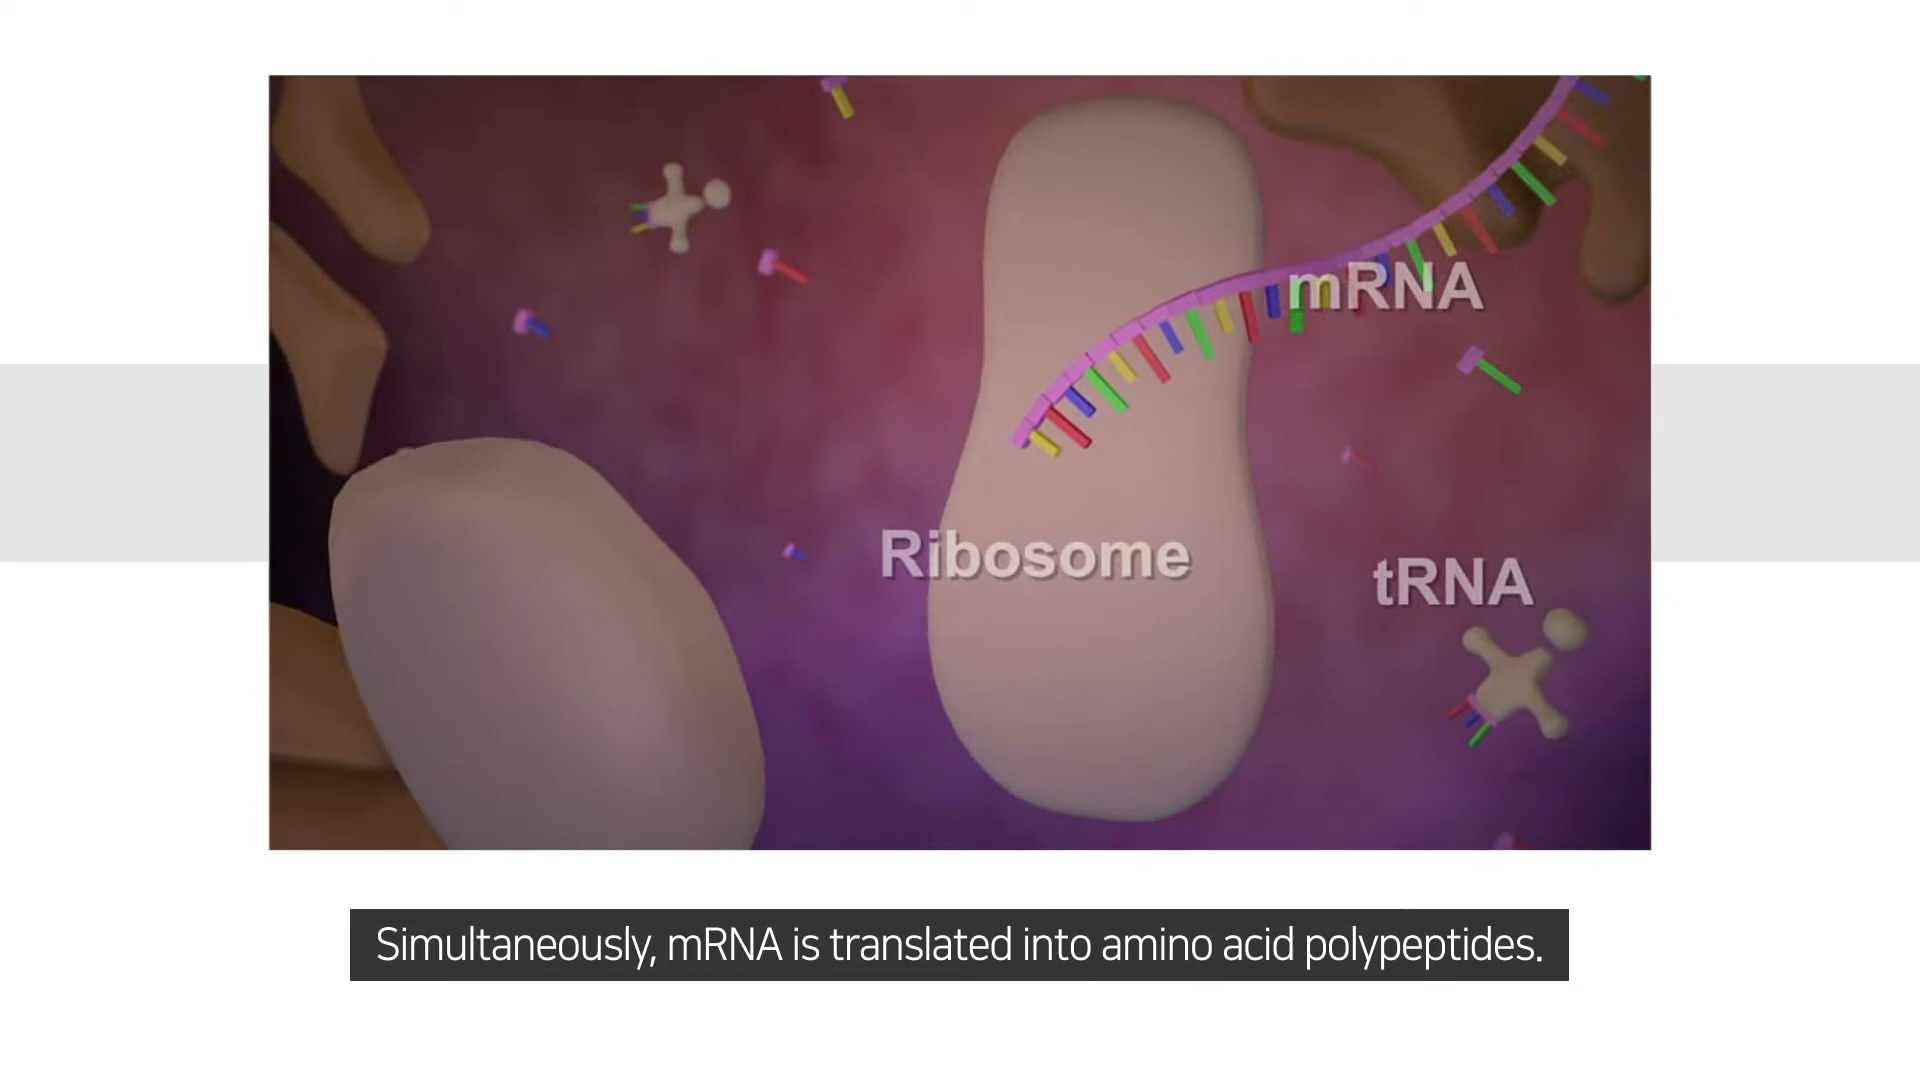 mRNA
Ribosome
tRNA
Simultaneously, mRNA is translated into amino acid polypeptides.